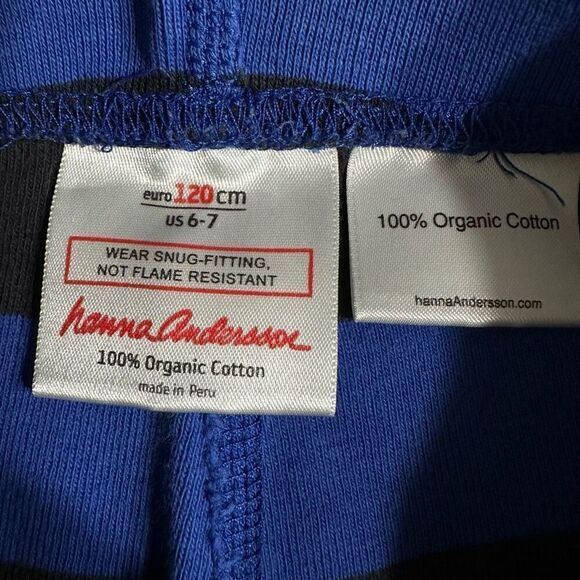 euro 120 cm
US 6-7
WEAR SNUG-FITTING,
NOT FLAME RESISTANT
hanna Andersson
100% Organic Cotton
made in Peru
100% Organic Cotton
hannaAndersson.com